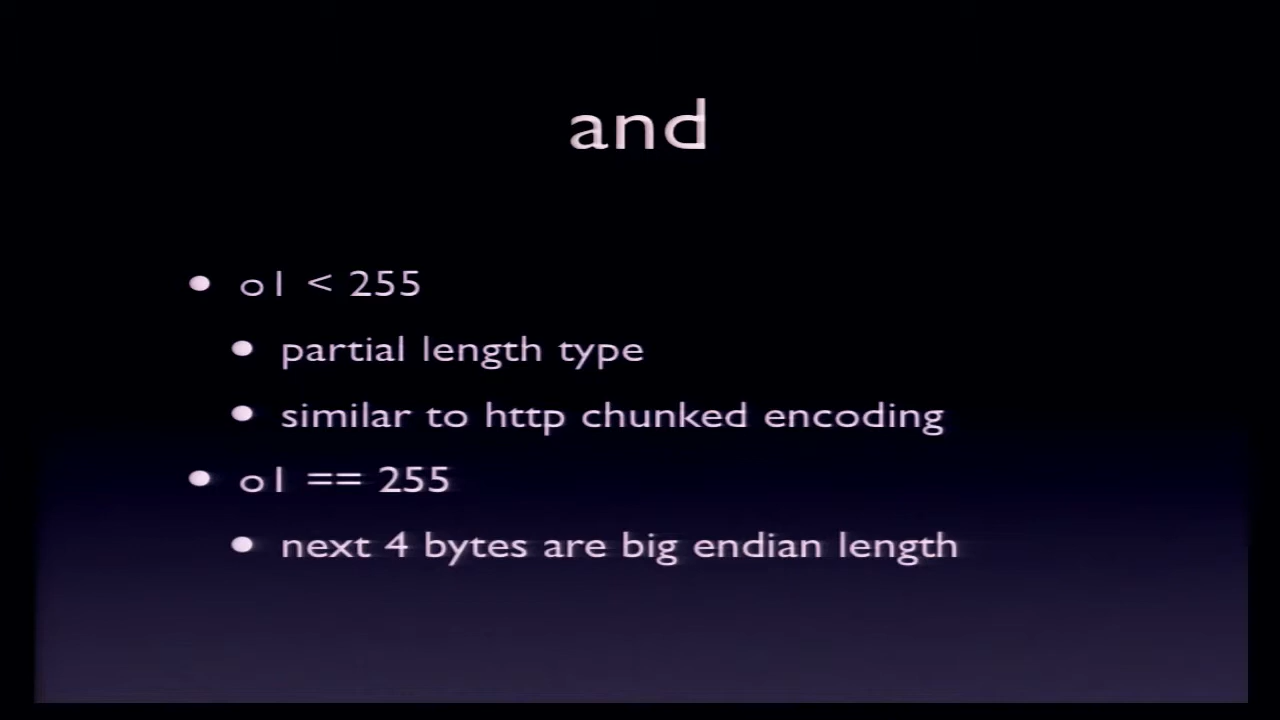 and
• o1 < 255
• partial length type
• similar to http chunked encoding
• o1 == 255
• next 4 bytes are big endian length